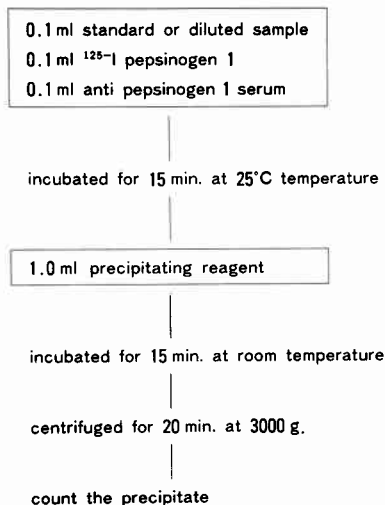 0.1 ml standard or diluted sample
0.1 ml ¹²⁵⁻I pepsinogen 1
0.1 ml anti pepsinogen 1 serum
incubated for 15 min. at 25°C temperature
1.0 ml precipitating reagent
incubated for 15 min. at room temperature
centrifuged for 20 min. at 3000 g.
count the precipitate